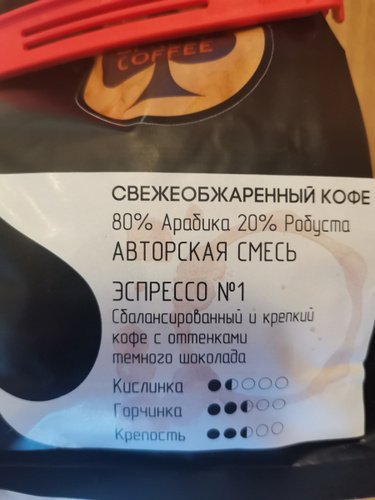 COFFEE
СВЕЖЕОБЖАРЕННЫЙ КОФЕ
80% Арабика 20% Робуста
АВТОРСКАЯ СМЕСЬ
ЭСПРЕССО №1
Сбалансированный и крепкий
кофе с оттенками
темного шоколада
Кислинка
Горчинка
Крепость